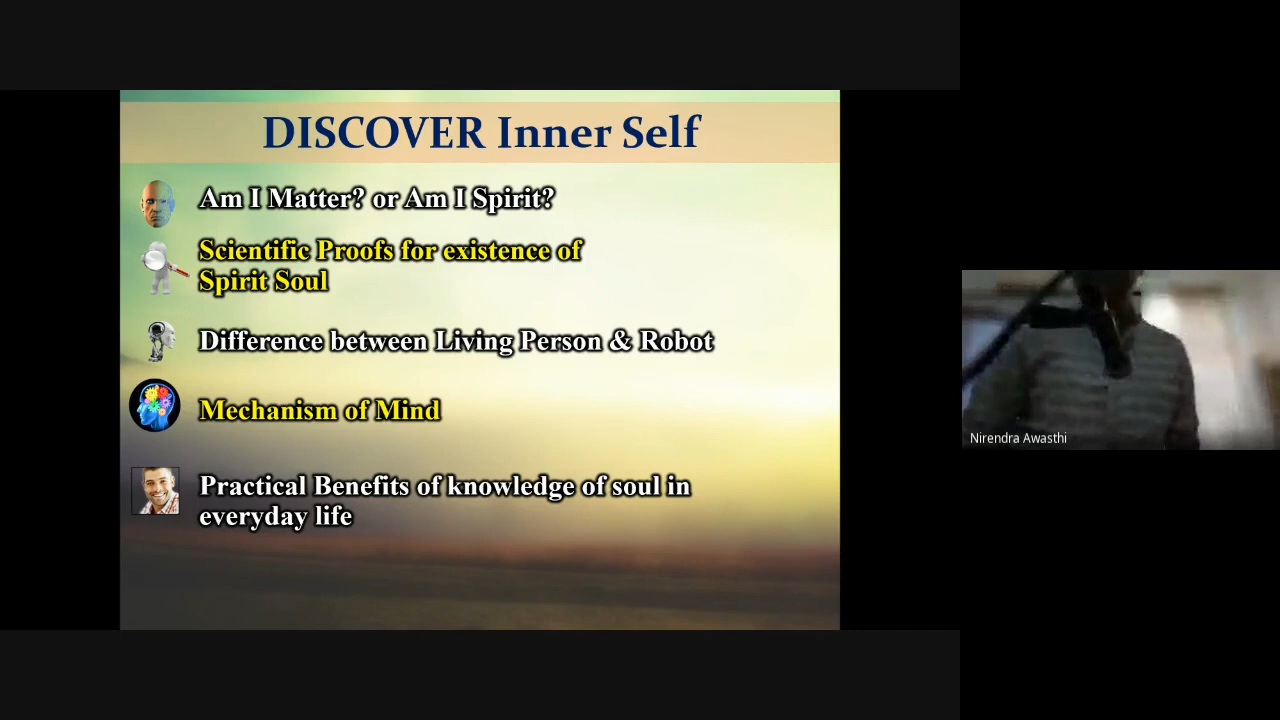 DISCOVER Inner Self
Am I Matter? or Am I Spirit?
Scientific Proofs for existence of
Spirit Soul
Difference between Living Person & Robot
Mechanism of Mind
Practical Benefits of knowledge of soul in
everyday life
Nirendra Awasthi